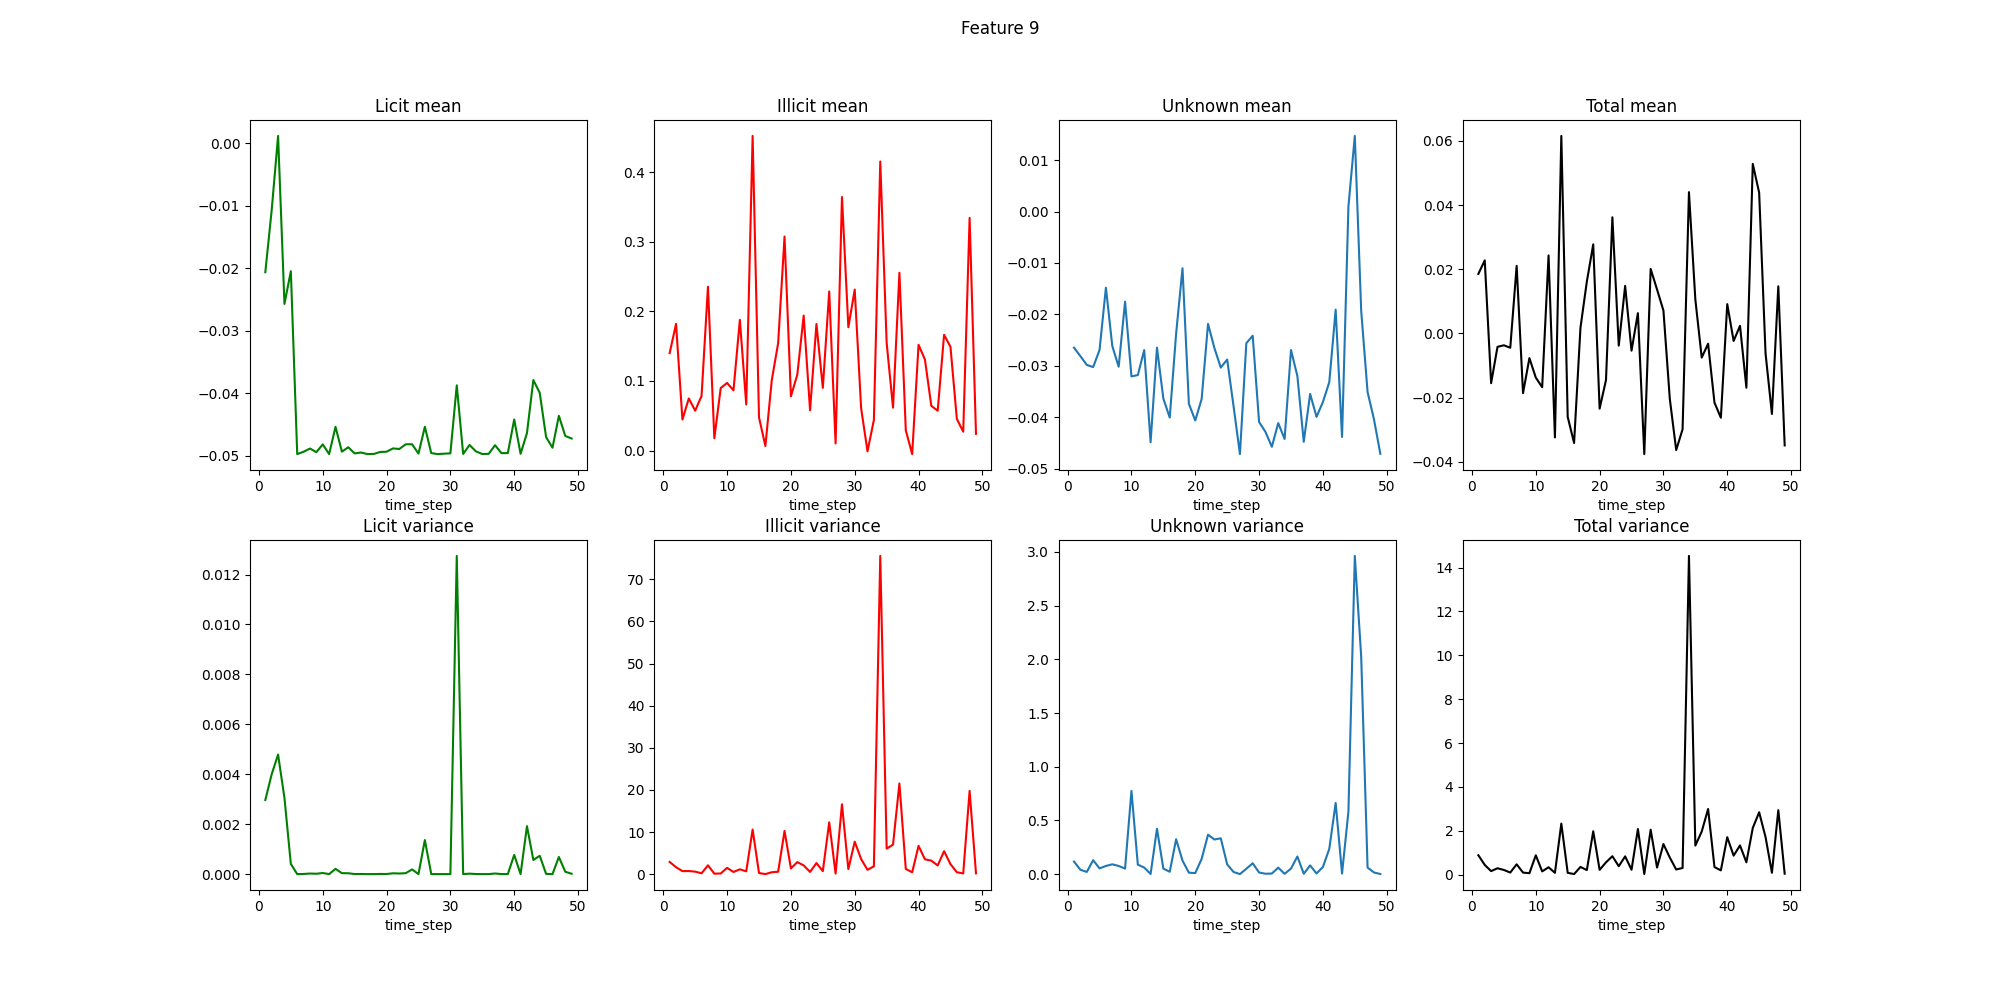 Feature 9
Licit mean
Illicit mean
Unknown mean
Total mean
0.00
−0.01
−0.02
−0.03
−0.04
−0.05
0 10 20 30 40 50
time_step
0.4
0.3
0.2
0.1
0.0
0 10 20 30 40 50
time_step
0.01
0.00
−0.01
−0.02
−0.03
−0.04
−0.05
0 10 20 30 40 50
time_step
0.06
0.04
0.02
0.00
−0.02
−0.04
0 10 20 30 40 50
time_step
Licit variance
Illicit variance
Unknown variance
Total variance
0.012
0.010
0.008
0.006
0.004
0.002
0.000
0 10 20 30 40 50
time_step
70
60
50
40
30
20
10
0
0 10 20 30 40 50
time_step
3.0
2.5
2.0
1.5
1.0
0.5
0.0
0 10 20 30 40 50
time_step
14
12
10
8
6
4
2
0
0 10 20 30 40 50
time_step